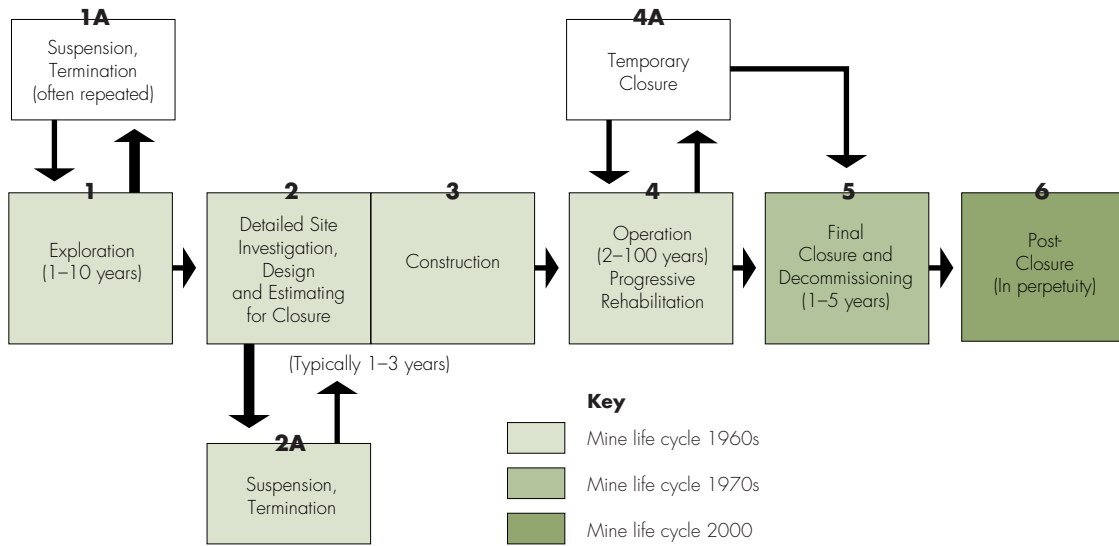 1A
Suspension,
Termination
(often repeated)
4A
Temporary
Closure
1
Exploration
(1–10 years)
2
Detailed Site
Investigation,
Design
and Estimating
for Closure
3
Construction
4
Operation
(2–100 years)
Progressive
Rehabilitation
5
Final
Closure and
Decommissioning
(1–5 years)
6
Post-
Closure
(In perpetuity)
(Typically 1–3 years)
2A
Suspension,
Termination
Key
Mine life cycle 1960s
Mine life cycle 1970s
Mine life cycle 2000